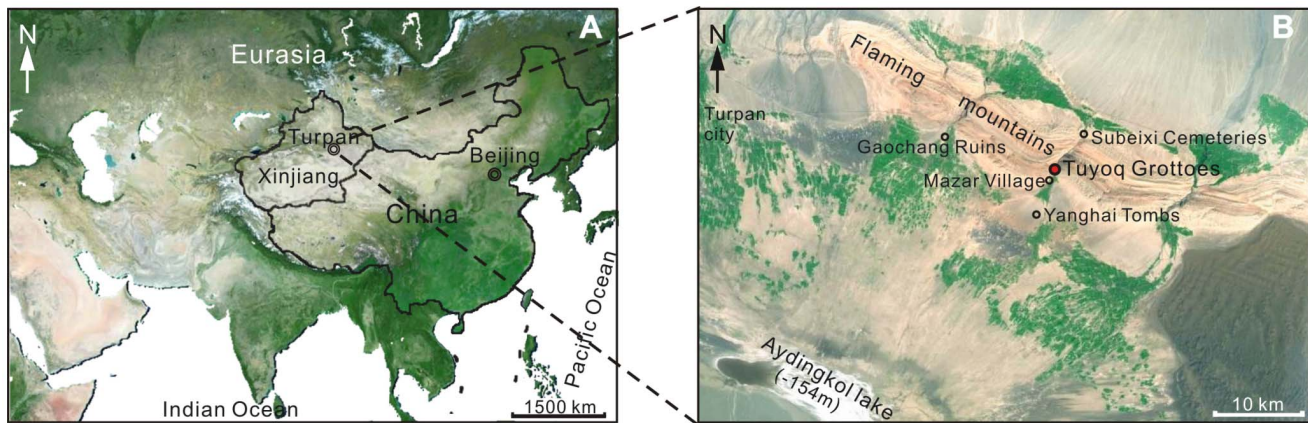 A
N
Eurasia
Turpan
Xinjiang
Beijing
China
Pacific Ocean
Indian Ocean
1500 km
B
N
Flaming
mountains
Turpan
city
Gaochang Ruins
Subeixi Cemeteries
Tuyoq Grottoes
Mazar Village
Yanghai Tombs
Aydingkol lake
(-154m)
10 km